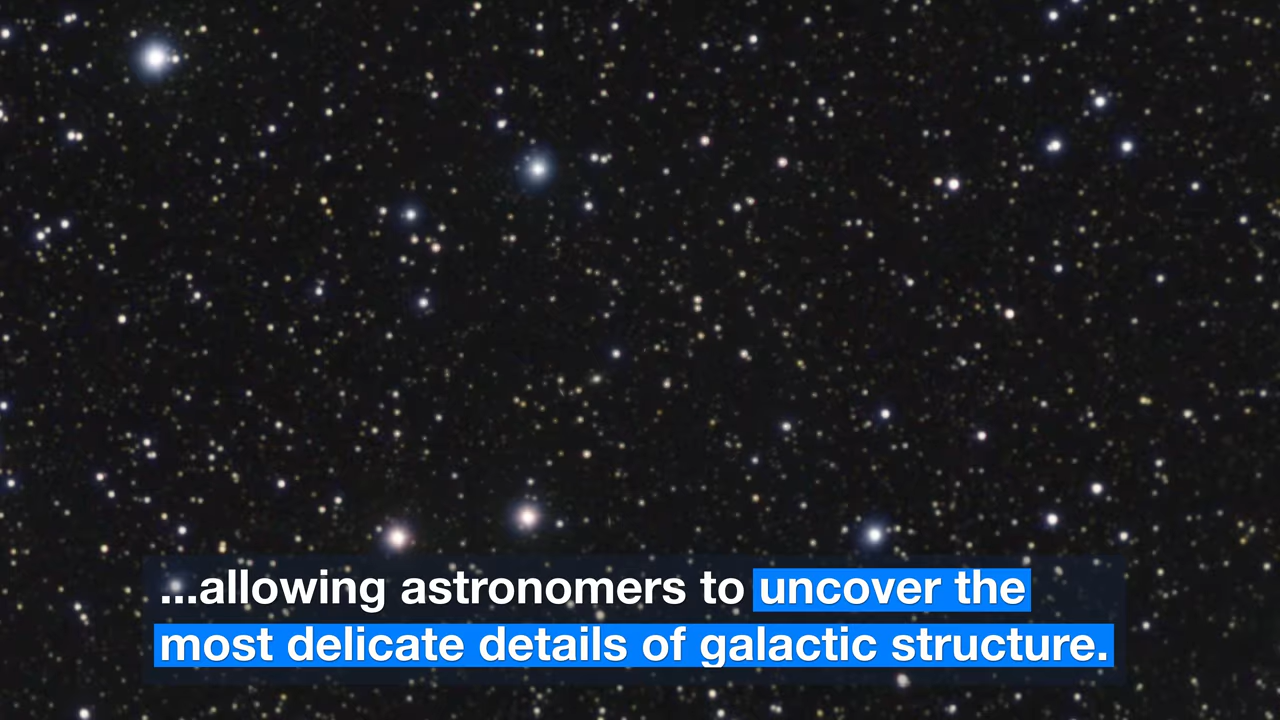 ...allowing astronomers to uncover the
most delicate details of galactic structure.